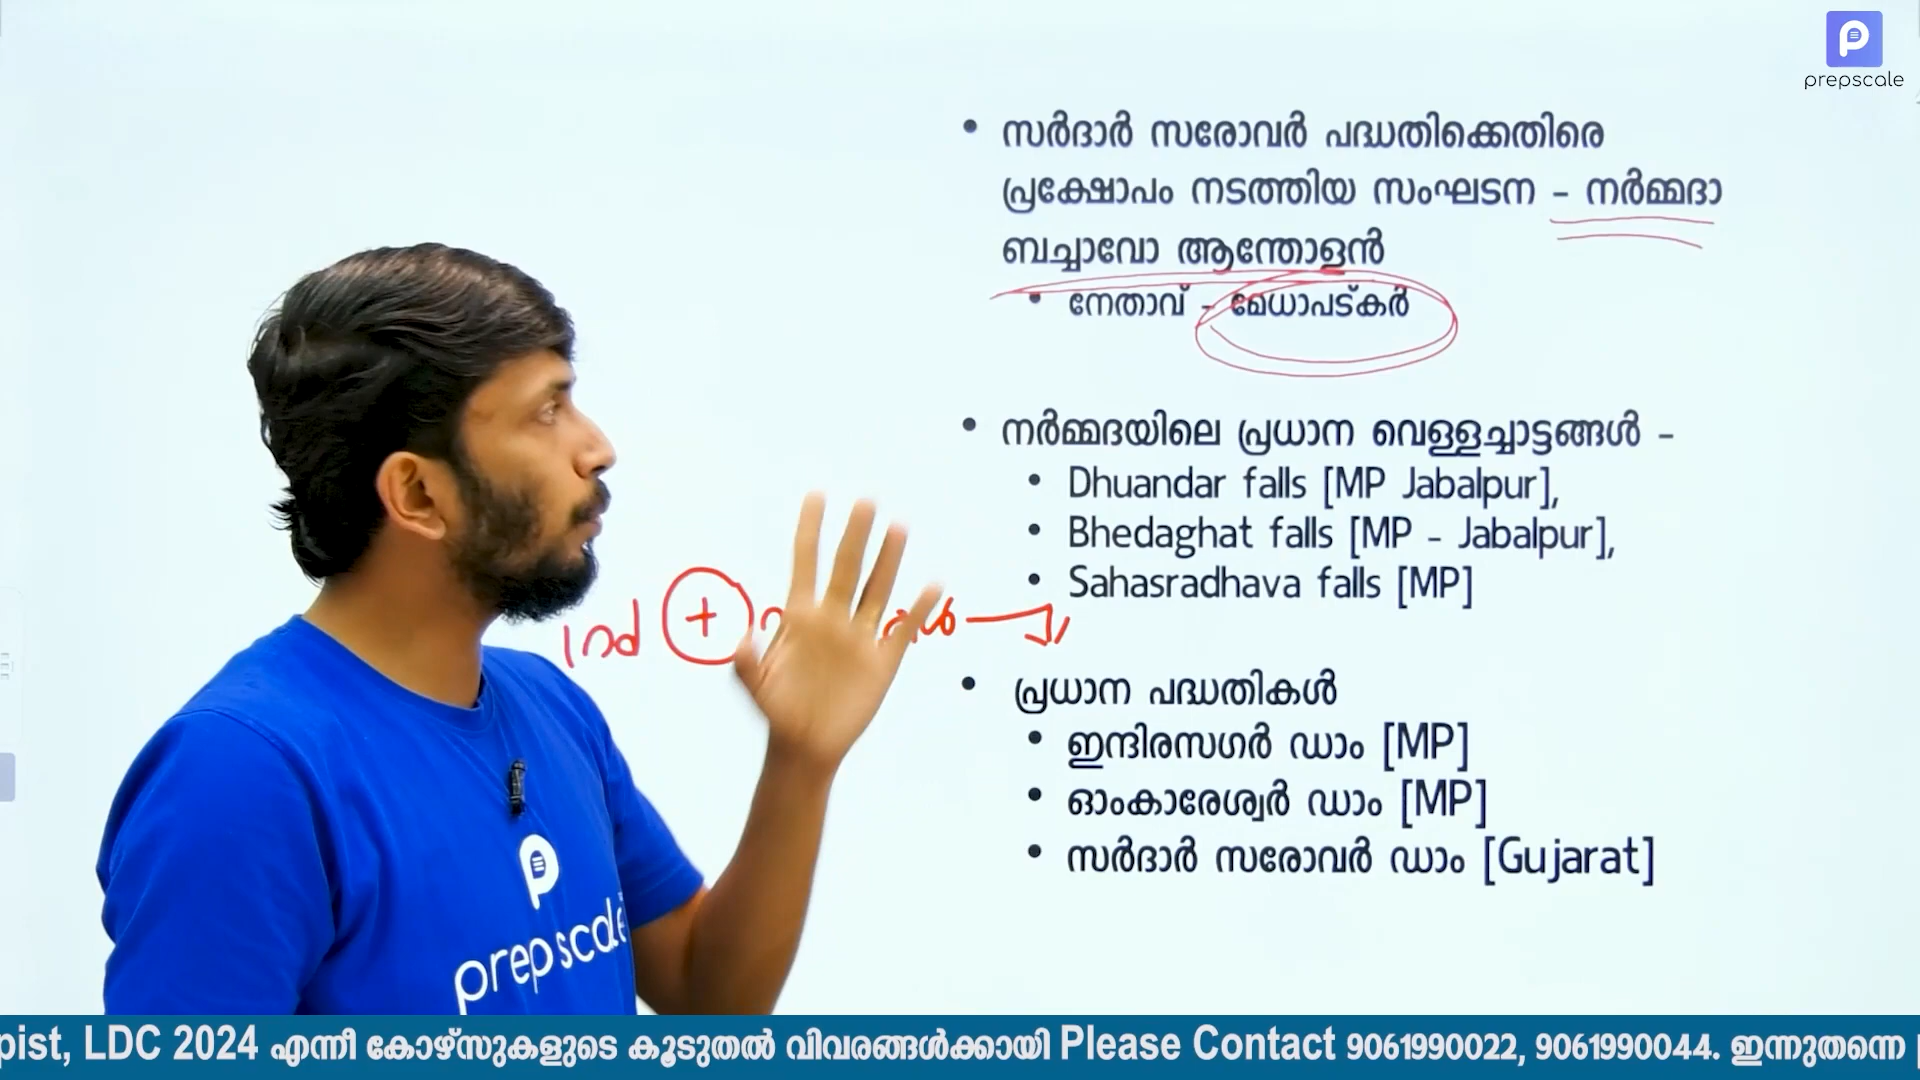 prepscale
സർദാർ സരോവർ പദ്ധതിക്കെതിരെ
പ്രക്ഷോപം നടത്തിയ സംഘടന - നർമ്മദാ
ബച്ചാവോ ആന്തോളൻ
നേതാവ് - മേധാപട്കർ
നർമ്മദയിലെ പ്രധാന വെള്ളച്ചാട്ടങ്ങൾ -
Dhuandar falls [MP Jabalpur],
Bhedaghat falls [MP - Jabalpur],
Sahasradhava falls [MP]
പ്രധാന പദ്ധതികൾ
ഇന്ദിരസഗർ ഡാം [MP]
ഓംകാരേശ്വർ ഡാം [MP]
സർദാർ സരോവർ ഡാം [Gujarat]
prepscale
pist, LDC 2024 എന്നീ കോഴ്സുകളുടെ കൂടുതൽ വിവരങ്ങൾക്കായി Please Contact 9061990022, 9061990044. ഇന്നുതന്നെ